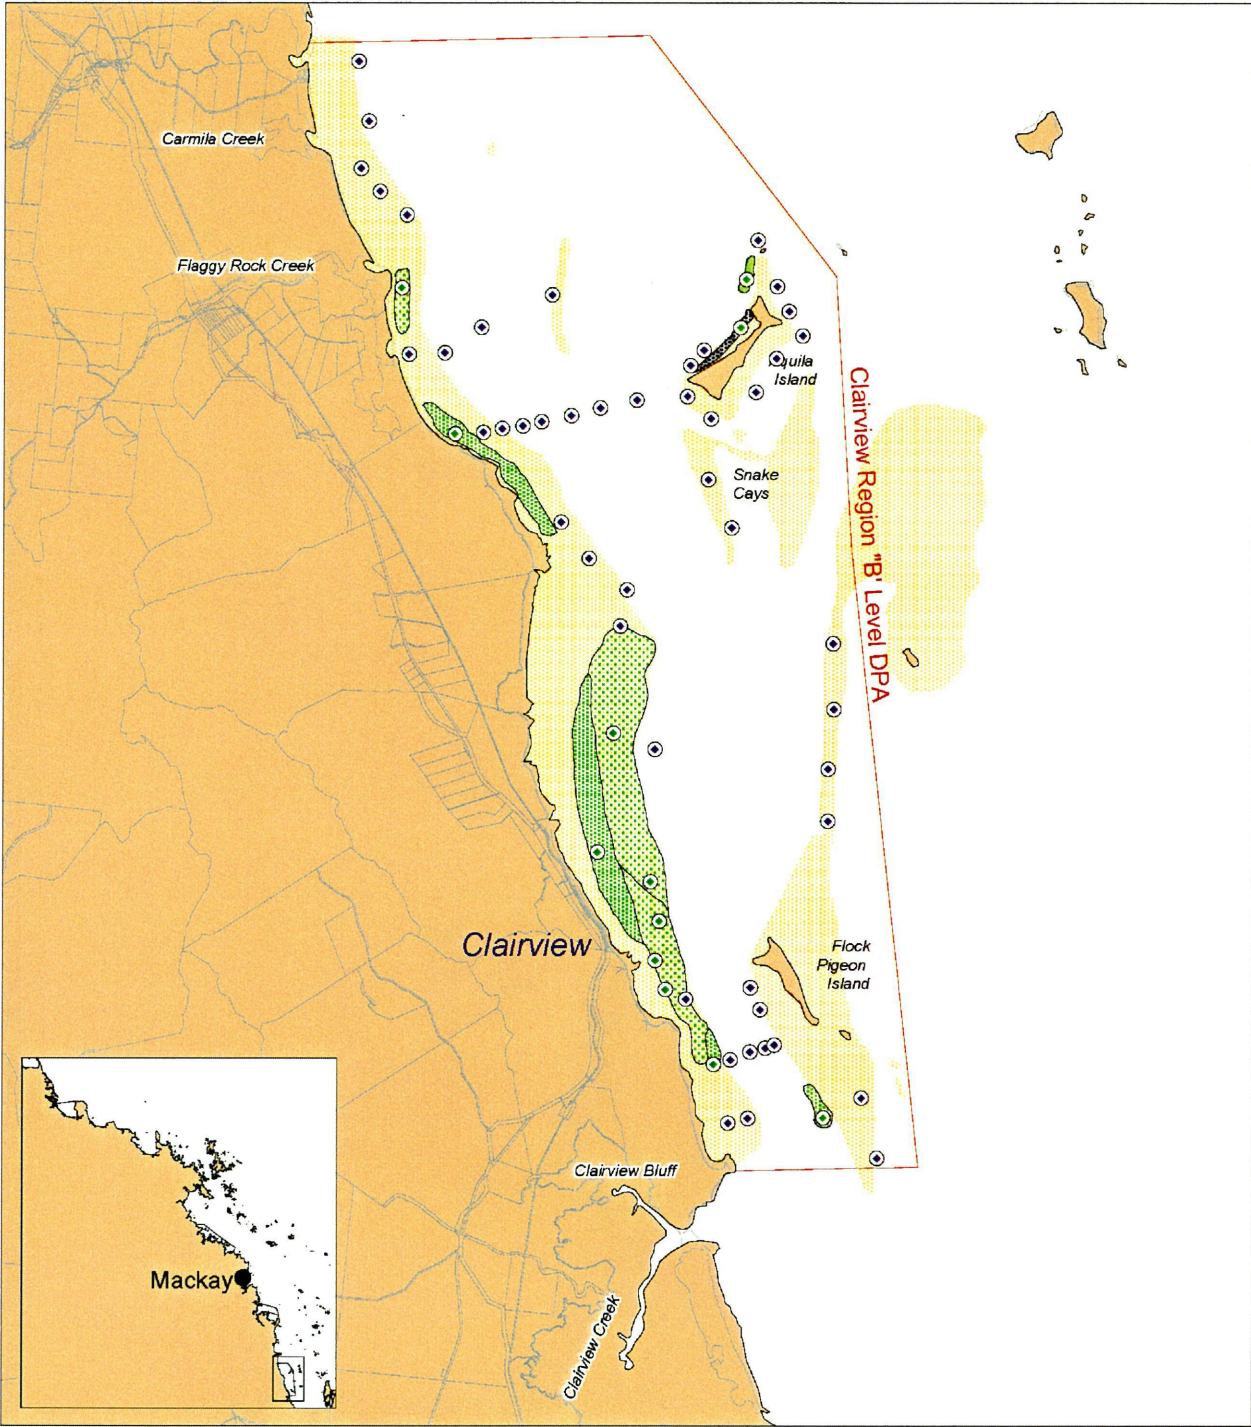 Carmila Creek
Flaggy Rock Creek
Island
Snake
Cays
Clairview Region "B' Level DPA
Clairview
Flock
Pigeon
Island
Clairview Bluff
Mackay
Clairview Creek